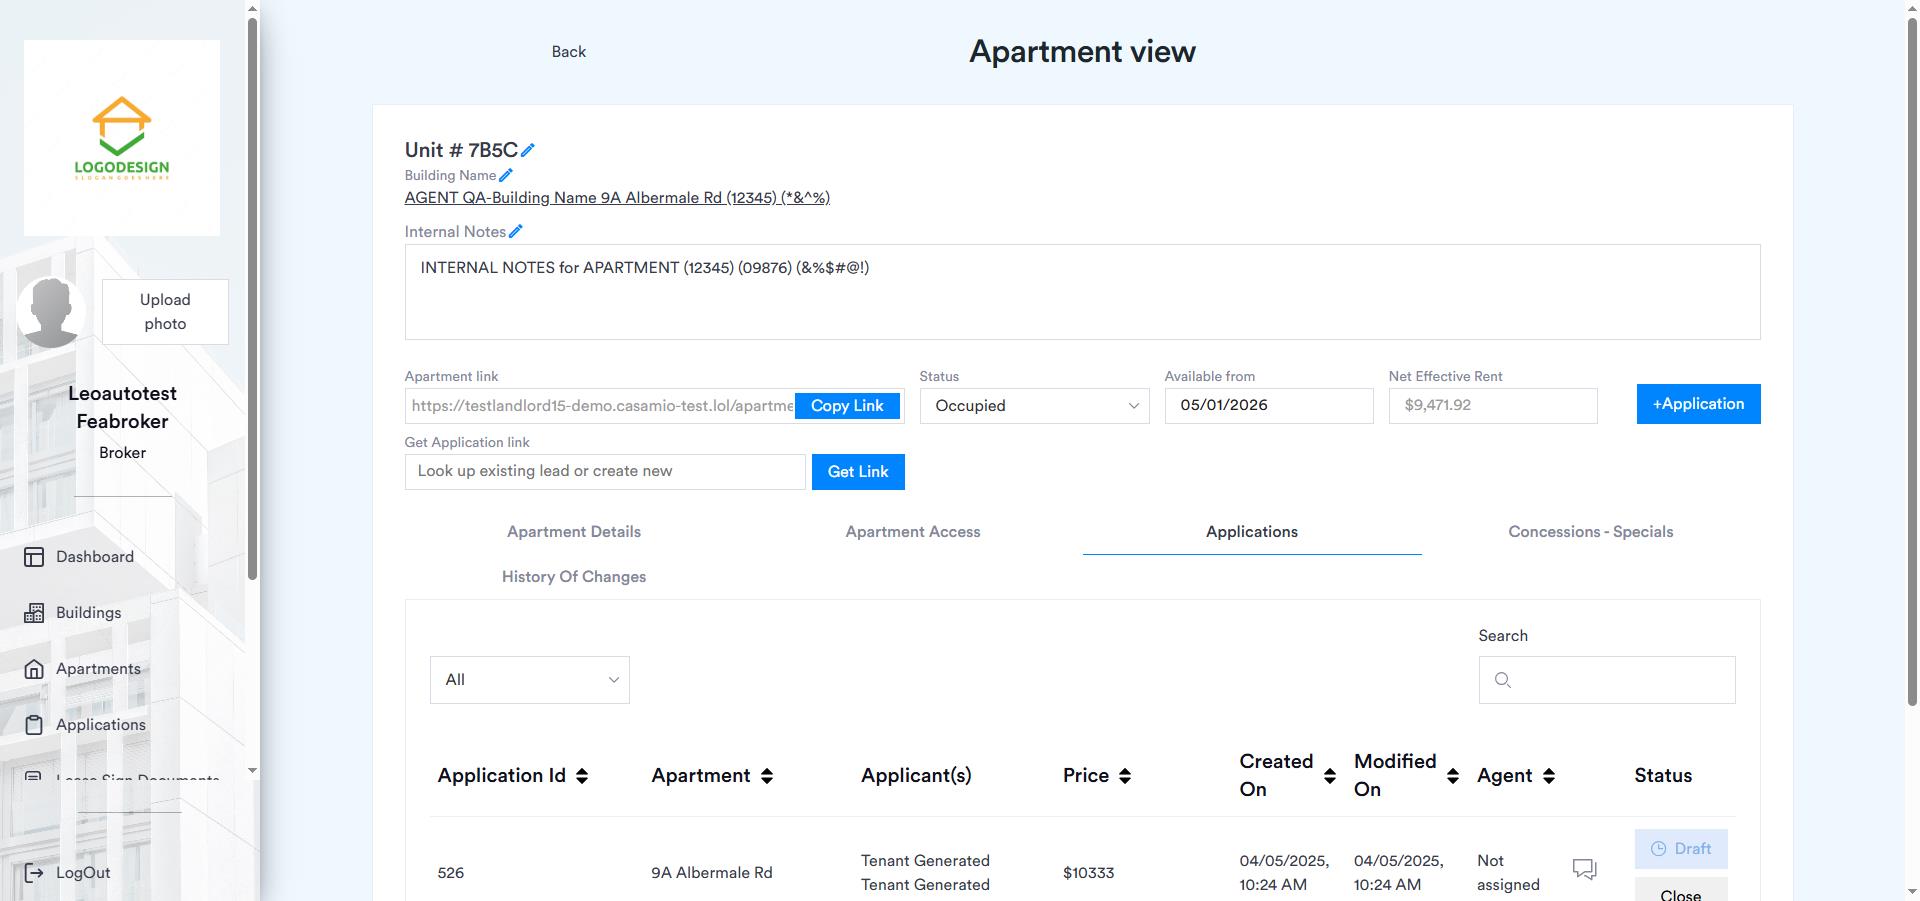 LOGODESIGN
SLOGAN GOES HERE
Upload
photo
Leoautotest
Feabroker
Broker
Dashboard
Buildings
Apartments
Applications
Lease Sign Documents
LogOut
Back
Apartment view
Unit # 7B5C
Building Name
AGENT QA-Building Name 9A Albermale Rd (12345) (*&^%)
Internal Notes
INTERNAL NOTES for APARTMENT (12345) (09876) (&%$#@!)
Apartment link
Status
Available from
Net Effective Rent
https://testlandlord15-demo.casamio-test.lol/apartme
Copy Link
Occupied
05/01/2026
$9,471.92
+Application
Get Application link
Look up existing lead or create new
Get Link
Apartment Details
Apartment Access
Applications
Concessions - Specials
History Of Changes
Search
All
Application Id
Apartment
Applicant(s)
Price
Created
On
Modified
On
Agent
Status
526
9A Albermale Rd
Tenant Generated
Tenant Generated
$10333
04/05/2025,
10:24 AM
04/05/2025,
10:24 AM
Not
assigned
Draft
Close